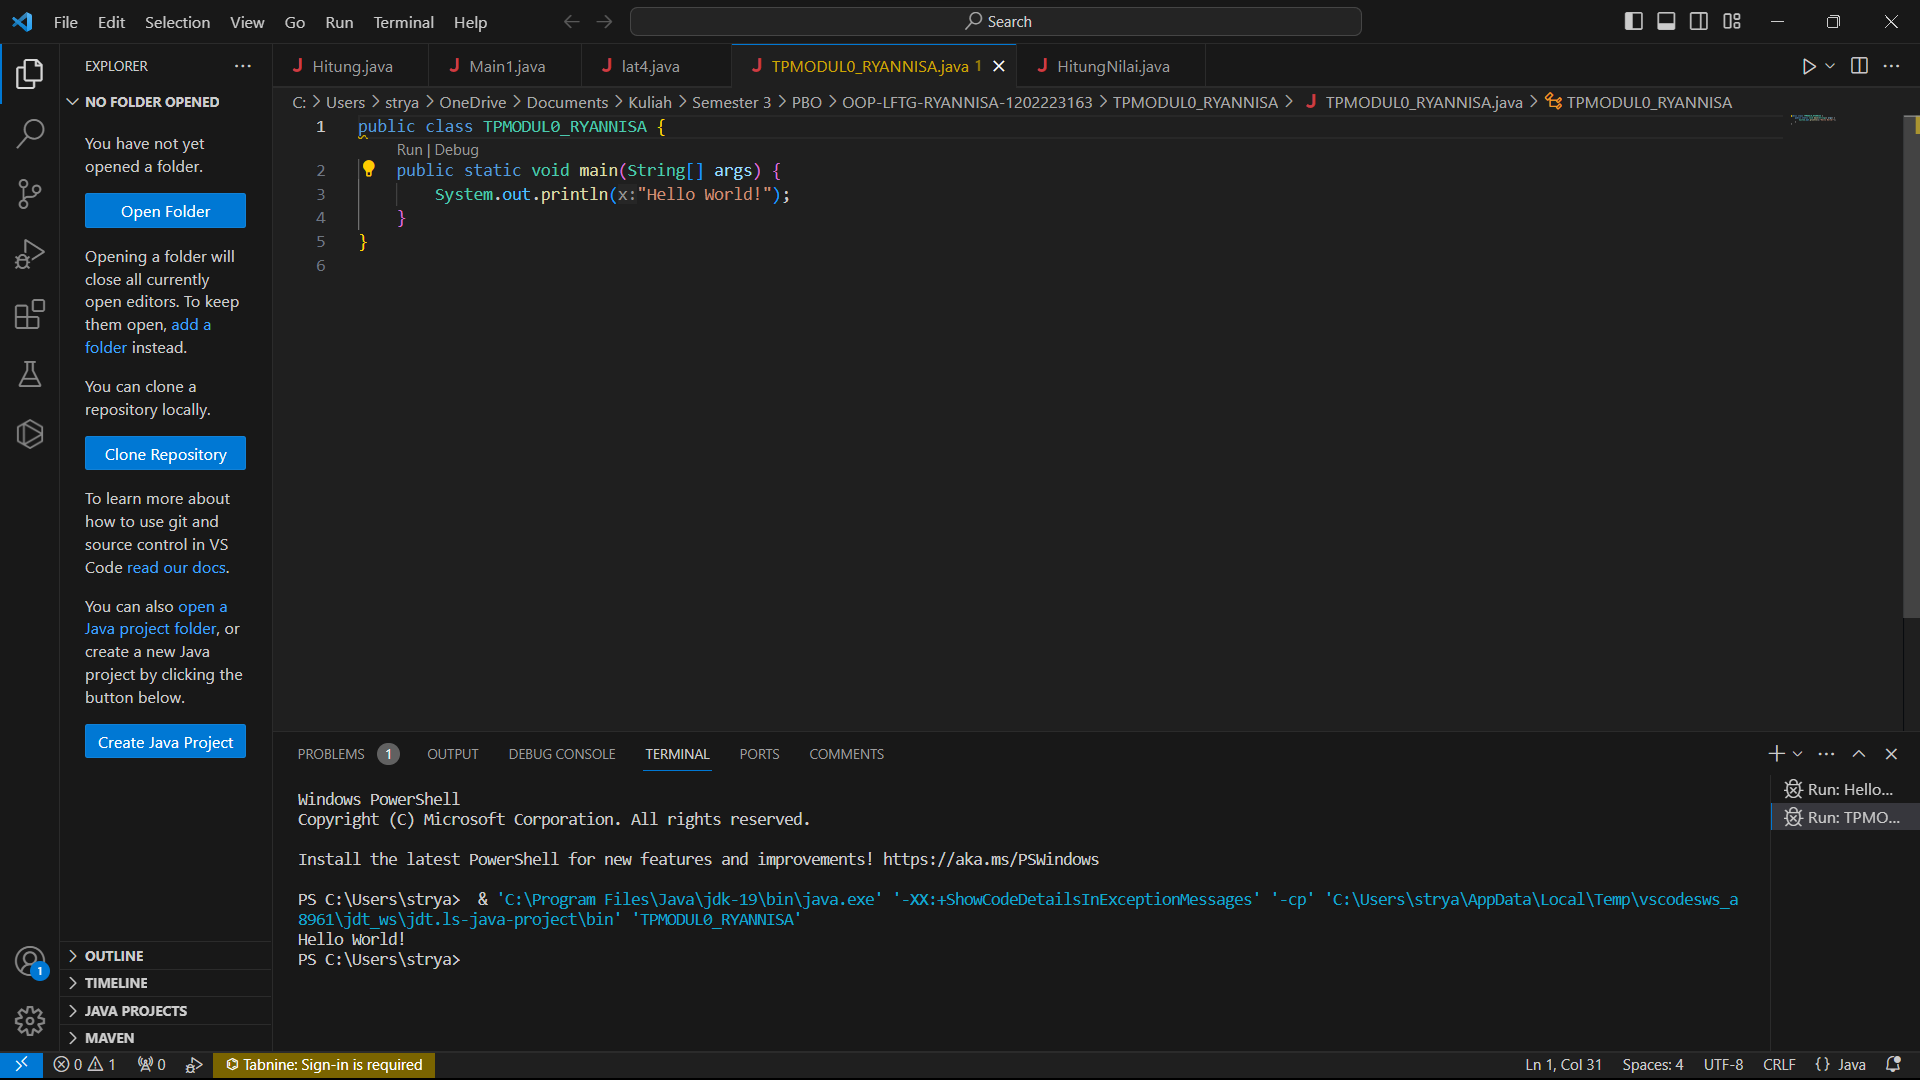 File Edit Selection View Go Run Terminal Help
Search
EXPLORER
NO FOLDER OPENED
You have not yet
opened a folder.
Open Folder
Opening a folder will
close all currently
open editors. To keep
them open, add a
folder instead.
You can clone a
repository locally.
Clone Repository
To learn more about
how to use git and
source control in VS
Code read our docs.
You can also open a
Java project folder, or
create a new Java
project by clicking the
button below.
Create Java Project
OUTLINE
TIMELINE
JAVA PROJECTS
MAVEN
1
J Hitung.java J Main1.java J lat4.java J TPMODUL0_RYANNISA.java 1 J HitungNilai.java
C: > Users > strya > OneDrive > Documents > Kuliah > Semester 3 > PBO > OOP-LFTG-RYANNISA-1202223163 > TPMODUL0_RYANNISA > J TPMODUL0_RYANNISA.java > TPMODUL0_RYANNISA
1 public class TPMODUL0_RYANNISA {
Run | Debug
2 public static void main(String[] args) {
3 System.out.println(x:"Hello World!");
4 }
5 }
6
PROBLEMS 1 OUTPUT DEBUG CONSOLE TERMINAL PORTS COMMENTS
Windows PowerShell
Copyright (C) Microsoft Corporation. All rights reserved.
Install the latest PowerShell for new features and improvements! https://aka.ms/PSWindows
PS C:\Users\strya>  & 'C:\Program Files\Java\jdk-19\bin\java.exe' '-XX:+ShowCodeDetailsInExceptionMessages' '-cp' 'C:\Users\strya\AppData\Local\Temp\vscodesws_a
8961\jdt_ws\jdt.ls-java-project\bin' 'TPMODUL0_RYANNISA'
Hello World!
PS C:\Users\strya>
Run: Hello...
Run: TPMO...
0 1 0 Tabnine: Sign-in is required Ln 1, Col 31 Spaces: 4 UTF-8 CRLF {} Java